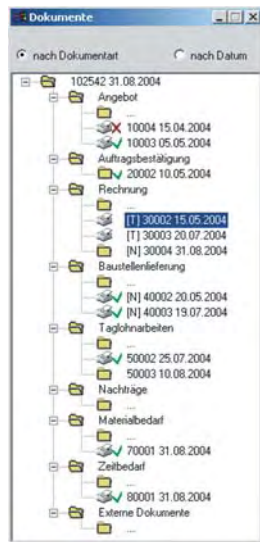 Dokumente
nach Dokumentart nach Datum
102542 31.08.2004
Angebot
...
10004 15.04.2004
10003 05.05.2004
Auftragsbestätigung
20002 10.05.2004
Rechnung
...
[T] 30002 15.05.2004
[T] 30003 20.07.2004
[N] 30004 31.08.2004
Baustellenlieferung
...
[N] 40002 20.05.2004
[N] 40003 19.07.2004
Taglohnarbeiten
...
50002 25.07.2004
50003 10.08.2004
Nachträge
...
Materialbedarf
...
70001 31.08.2004
Zeitbedarf
...
80001 31.08.2004
Externe Dokumente
...